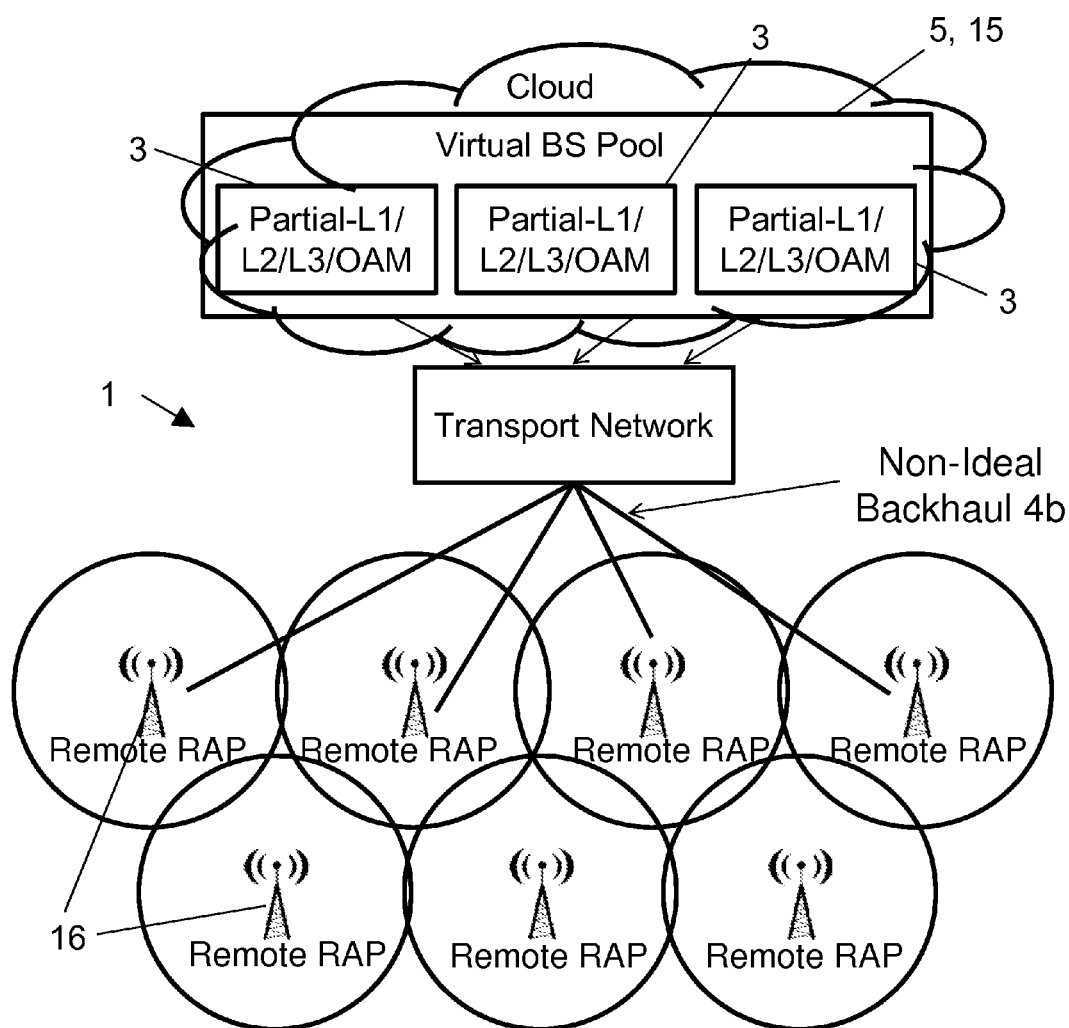 5, 15
3
Cloud
3
Virtual BS Pool
Partial-L1/
L2/L3/OAM
Partial-L1/
L2/L3/OAM
Partial-L1/
L2/L3/OAM
3
1
Transport Network
Non-Ideal
Backhaul 4b
Remote RAP
Remote RAP
Remote RAP
Remote RAP
16
Remote RAP
Remote RAP
Remote RAP